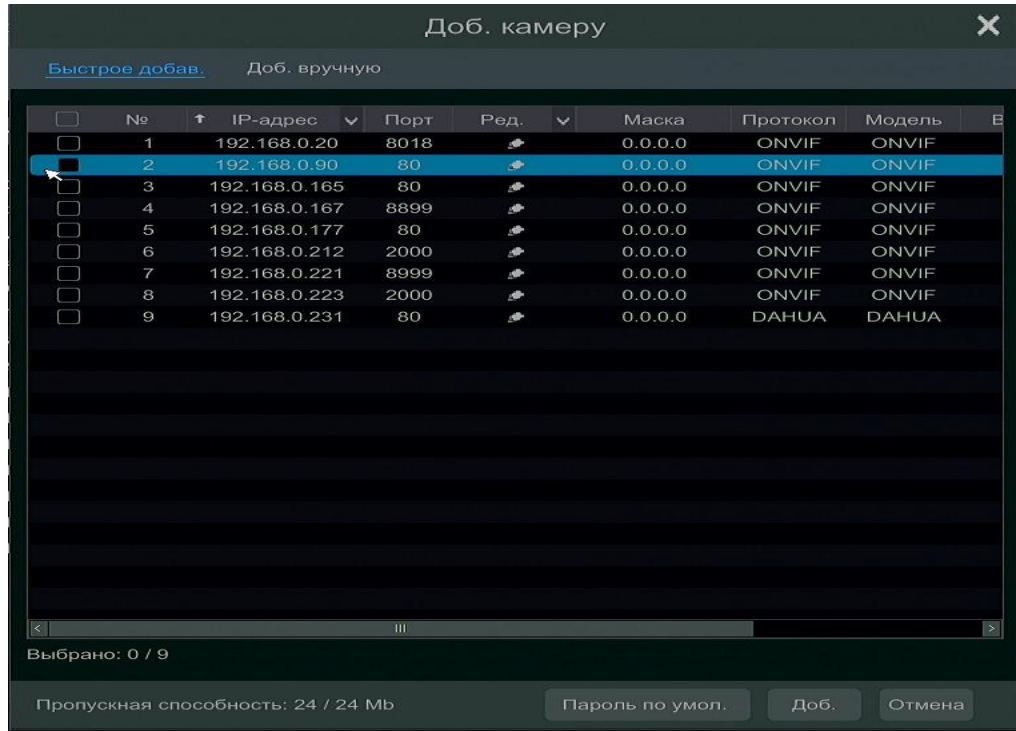 Доб. камеру
Быстрое добав. Доб. вручную
№ IP-адрес Порт Ред. Маска Протокол Модель В
1 192.168.0.20 8018 0.0.0.0 ONVIF ONVIF
2 192.168.0.90 80 0.0.0.0 ONVIF ONVIF
3 192.168.0.165 80 0.0.0.0 ONVIF ONVIF
4 192.168.0.167 8899 0.0.0.0 ONVIF ONVIF
5 192.168.0.177 80 0.0.0.0 ONVIF ONVIF
6 192.168.0.212 2000 0.0.0.0 ONVIF ONVIF
7 192.168.0.221 8999 0.0.0.0 ONVIF ONVIF
8 192.168.0.223 2000 0.0.0.0 ONVIF ONVIF
9 192.168.0.231 80 0.0.0.0 DAHUA DAHUA
Выбрано: 0 / 9
Пропускная способность: 24 / 24 Mb Пароль по умол. Доб. Отмена